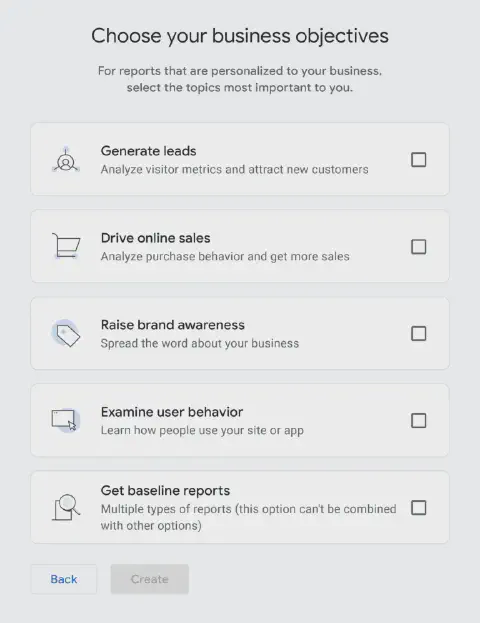 Choose your business objectives
For reports that are personalized to your business,
select the topics most important to you.
Generate leads
Analyze visitor metrics and attract new customers
Drive online sales
Analyze purchase behavior and get more sales
Raise brand awareness
Spread the word about your business
Examine user behavior
Learn how people use your site or app
Get baseline reports
Multiple types of reports (this option can't be combined
with other options)
Back
Create